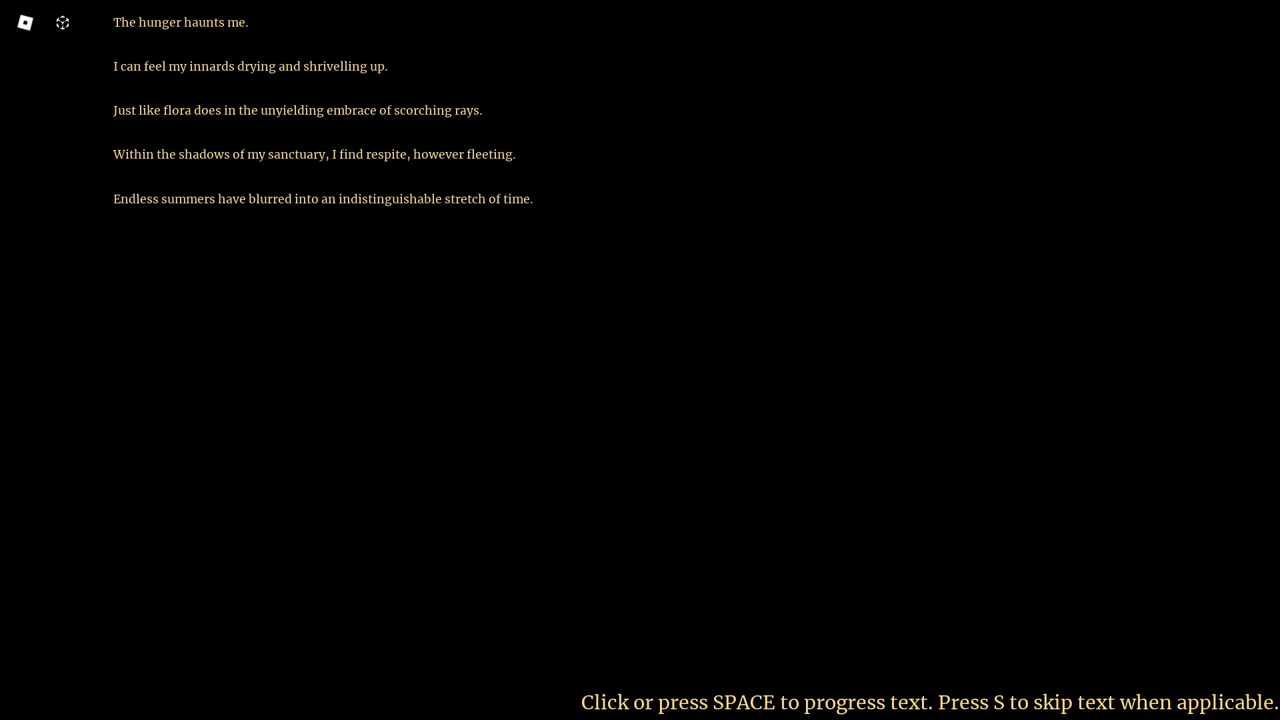 The hunger haunts me.
I can feel my innards drying and shrivelling up.
Just like flora does in the unyielding embrace of scorching rays.
Within the shadows of my sanctuary, I find respite, however fleeting.
Endless summers have blurred into an indistinguishable stretch of time.
Click or press SPACE to progress text. Press S to skip text when applicable.